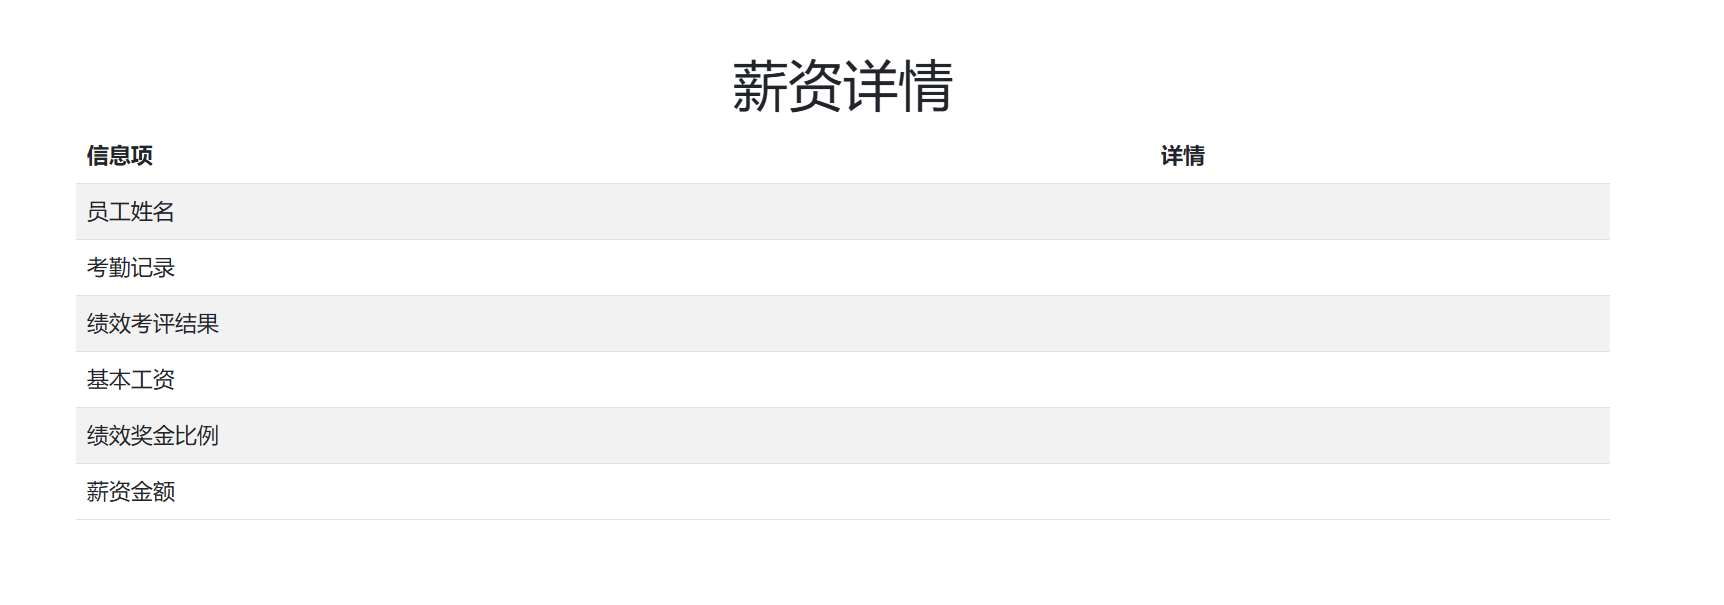 薪资详情
信息项 详情
员工姓名
考勤记录
绩效考评结果
基本工资
绩效奖金比例
薪资金额